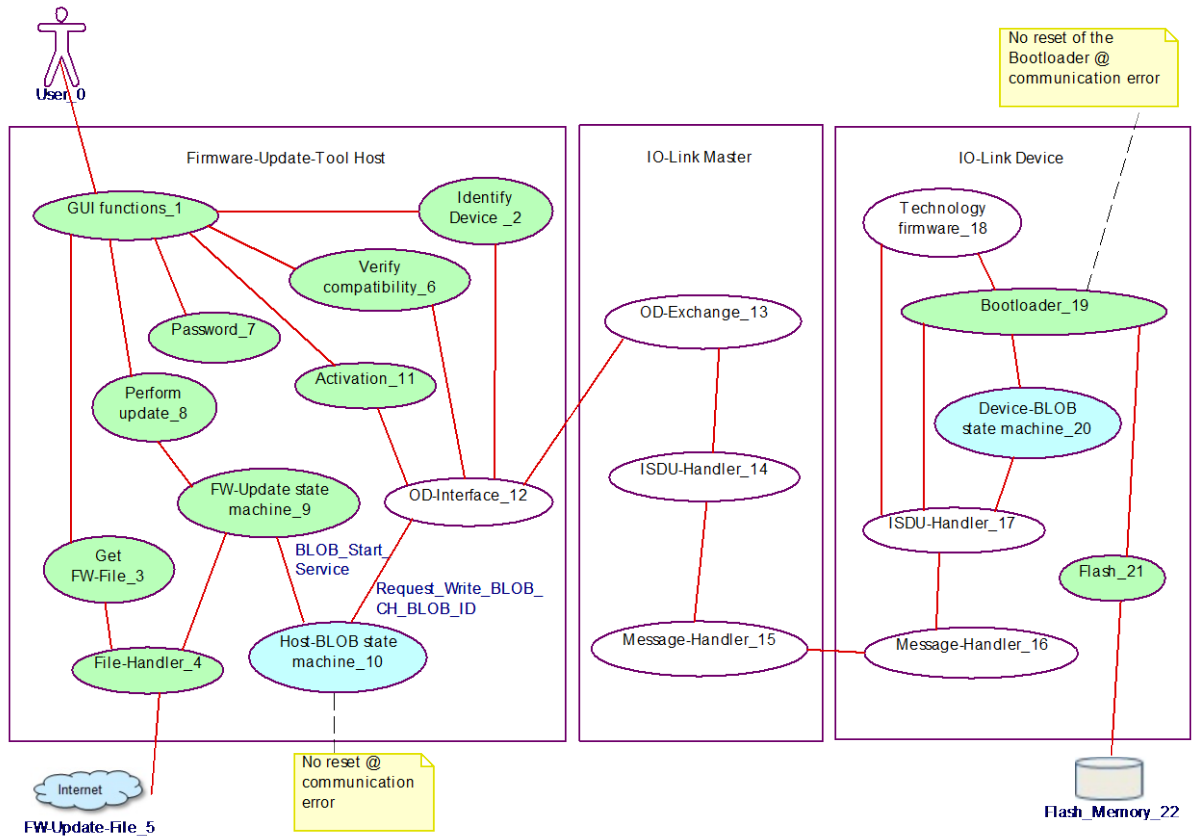 No reset of the
Bootloader @
communication error
User_0
Firmware-Update-Tool Host
IO-Link Master
IO-Link Device
GUI functions_1
Identify
Device _2
Technology
firmware_18
Verify
compatibility_6
OD-Exchange_13
Bootloader_19
Password_7
Activation_11
Perform
update_8
Device-BLOB
state machine_20
ISDU-Handler_14
FW-Update state
machine_9
OD-Interface_12
ISDU-Handler_17
BLOB_Start_
Service
Get
FW-File_3
Request_Write_BLOB_
CH_BLOB_ID
Flash_21
Host-BLOB state
machine_10
File-Handler_4
Message-Handler_15
Message-Handler_16
No reset @
communication
error
Internet
FW-Update-File_5
Flash_Memory_22